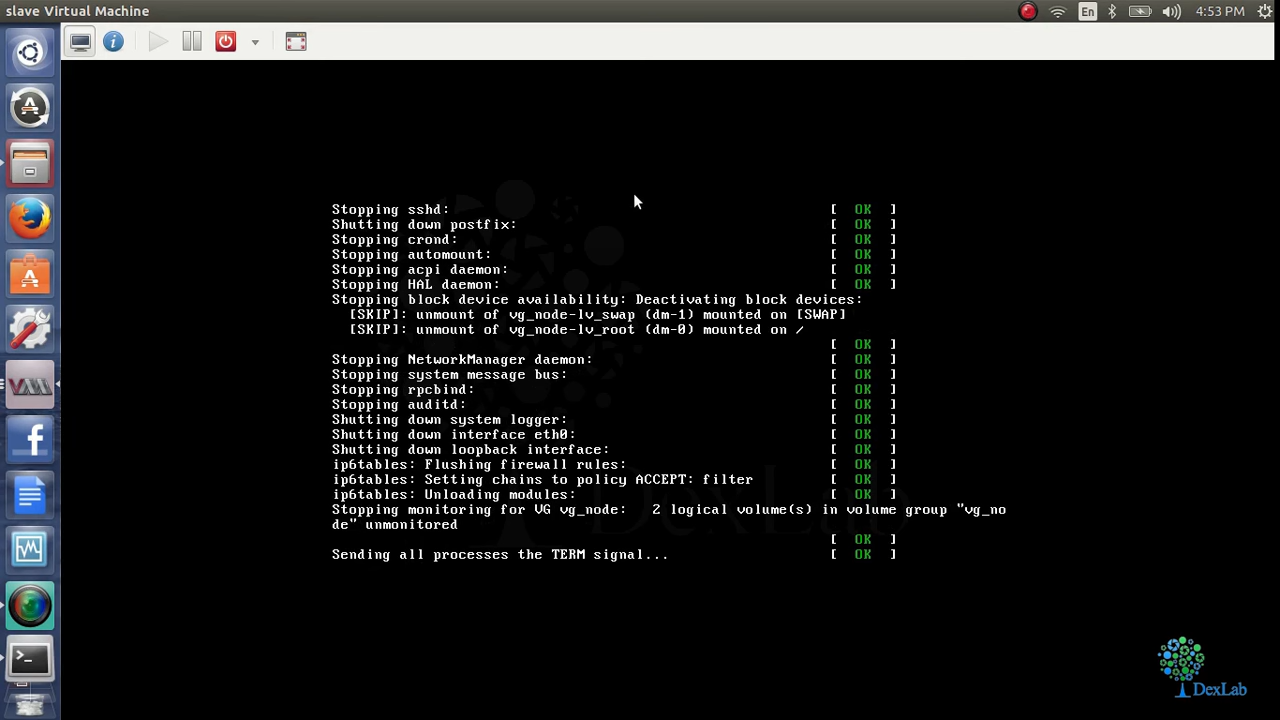 slave Virtual Machine
En
4:53 PM
Stopping sshd: [ OK ]
Shutting down postfix: [ OK ]
Stopping crond: [ OK ]
Stopping automount: [ OK ]
Stopping acpi daemon: [ OK ]
Stopping HAL daemon: [ OK ]
Stopping block device availability: Deactivating block devices:
[SKIP]: unmount of vg_node-lv_swap (dm-1) mounted on [SWAP]
[SKIP]: unmount of vg_node-lv_root (dm-0) mounted on /
[ OK ]
Stopping NetworkManager daemon: [ OK ]
Stopping system message bus: [ OK ]
Stopping rpcbind: [ OK ]
Stopping auditd: [ OK ]
Shutting down system logger: [ OK ]
Shutting down interface eth0: [ OK ]
Shutting down loopback interface: [ OK ]
ip6tables: Flushing firewall rules: [ OK ]
ip6tables: Setting chains to policy ACCEPT: filter [ OK ]
ip6tables: Unloading modules: [ OK ]
Stopping monitoring for VG vg_node: 2 logical volume(s) in volume group "vg_no
de" unmonitored
[ OK ]
Sending all processes the TERM signal... [ OK ]
DexLab
DexLab